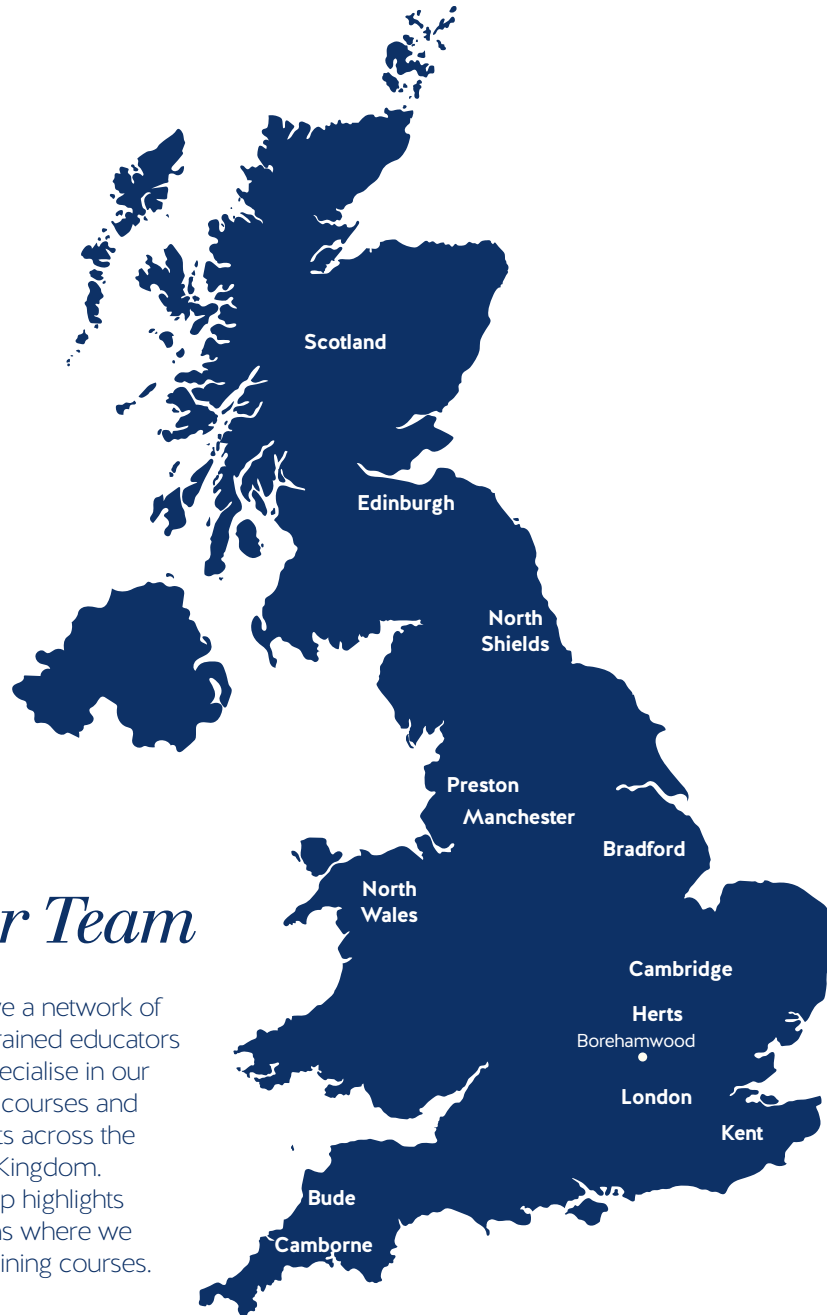 Scotland
Edinburgh
North
Shields
Preston
Manchester
Bradford
North
Wales
Cambridge
Herts
Borehamwood
London
Kent
Bude
Camborne
r Team
e a network of
rained educators
ecialise in our
courses and
ts across the
Kingdom.
p highlights
ns where we
ining courses.